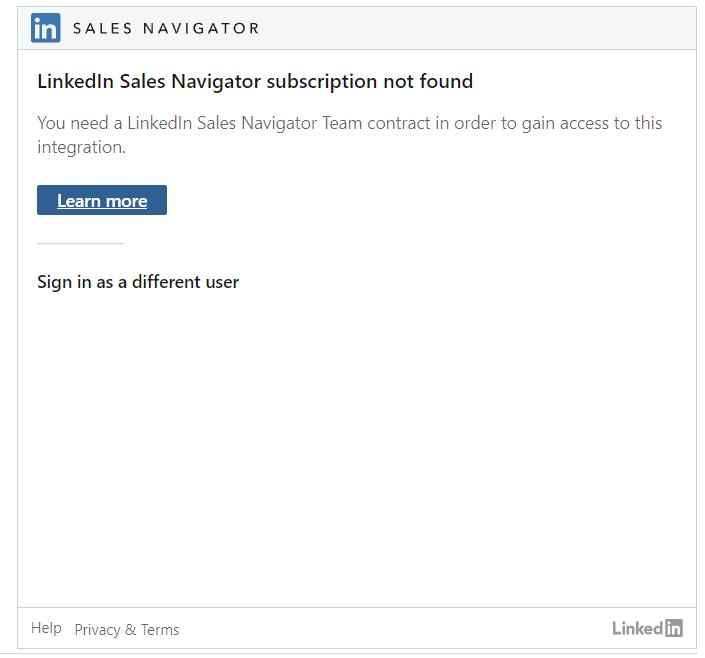 in SALES NAVIGATOR
LinkedIn Sales Navigator subscription not found
You need a LinkedIn Sales Navigator Team contract in order to gain access to this
integration.
Learn more
Sign in as a different user
Help Privacy & Terms LinkedIn